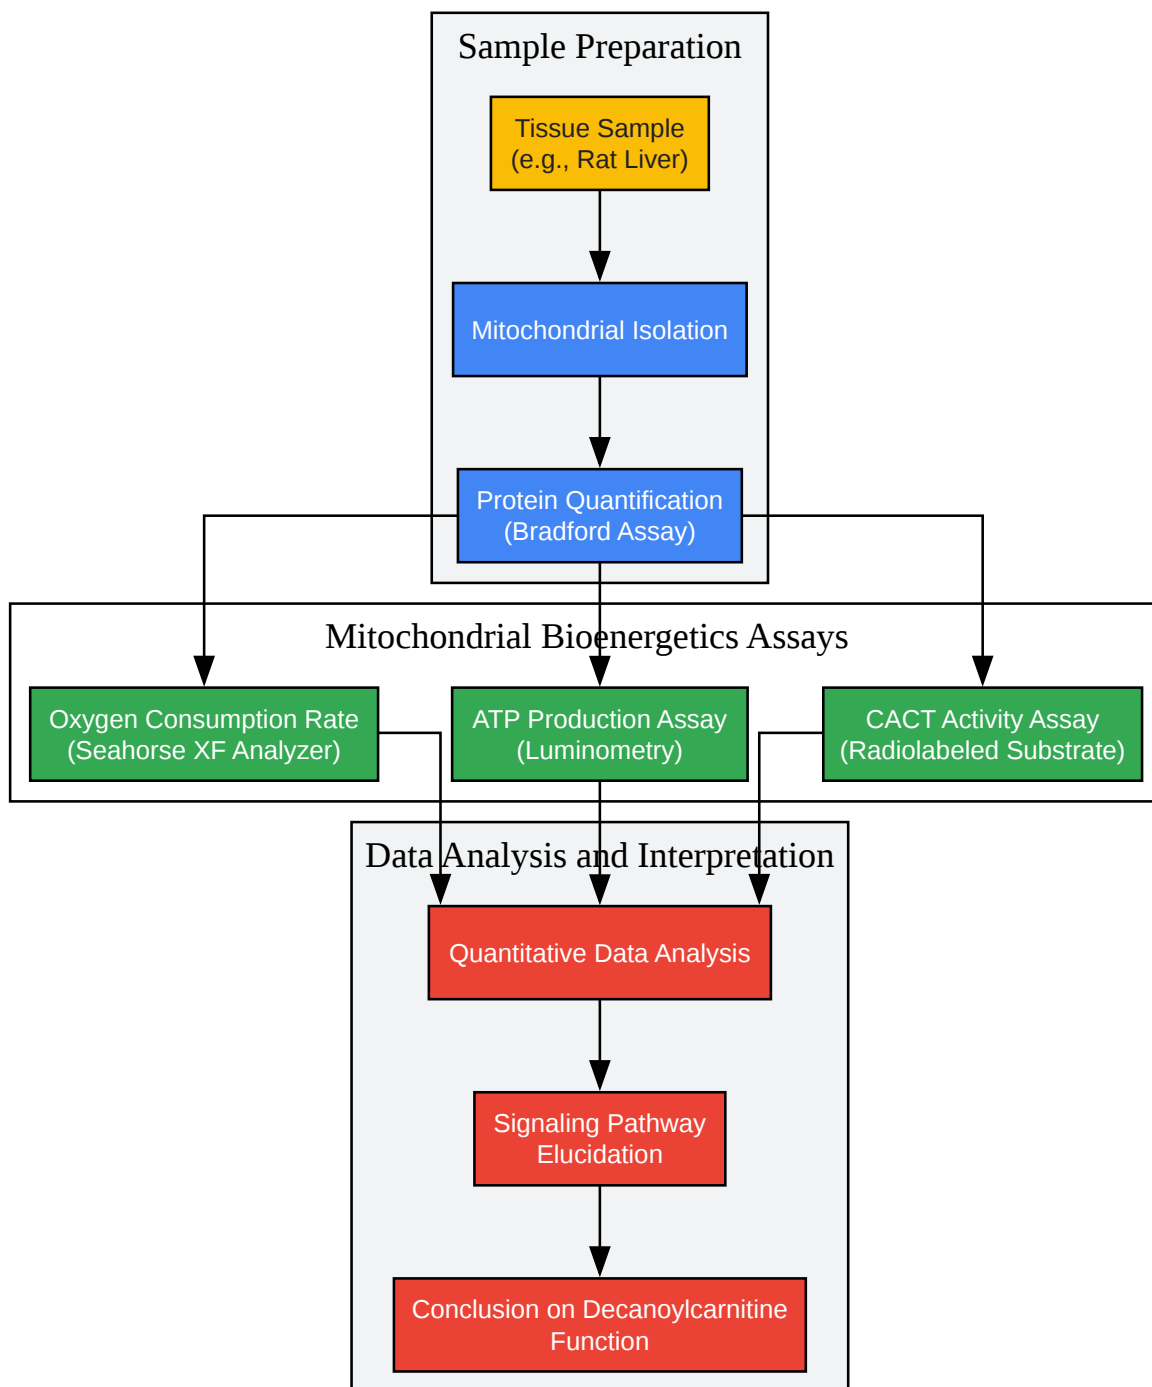 Sample Preparation
Tissue Sample
(e.g., Rat Liver)
Mitochondrial Isolation
Protein Quantification
(Bradford Assay)
Mitochondrial Bioenergetics Assays
Oxygen Consumption Rate
(Seahorse XF Analyzer)
ATP Production Assay
(Luminometry)
CACT Activity Assay
(Radiolabeled Substrate)
Data Analysis and Interpretation
Quantitative Data Analysis
Signaling Pathway
Elucidation
Conclusion on Decanoylcarnitine
Function